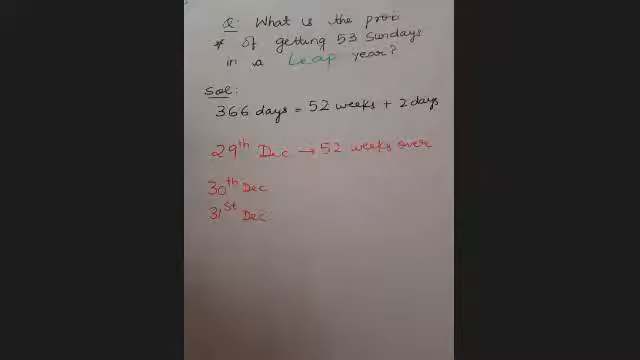 Q: What is the prob
* of getting 53 Sundays
in a Leap year?
Sol:
366 days = 52 weeks + 2 days
29th Dec → 52 weeks over
30th Dec
31st Dec